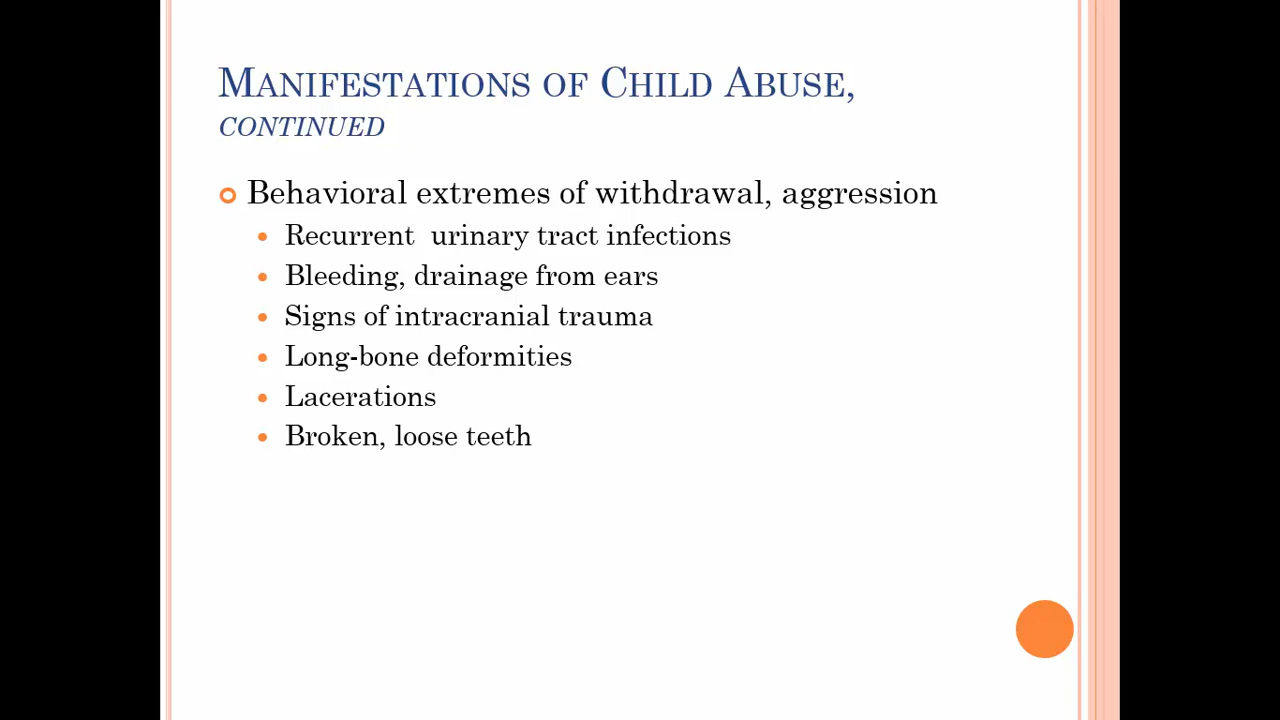 Manifestations of Child Abuse,
continued
Behavioral extremes of withdrawal, aggression
Recurrent  urinary tract infections
Bleeding, drainage from ears
Signs of intracranial trauma
Long-bone deformities
Lacerations
Broken, loose teeth